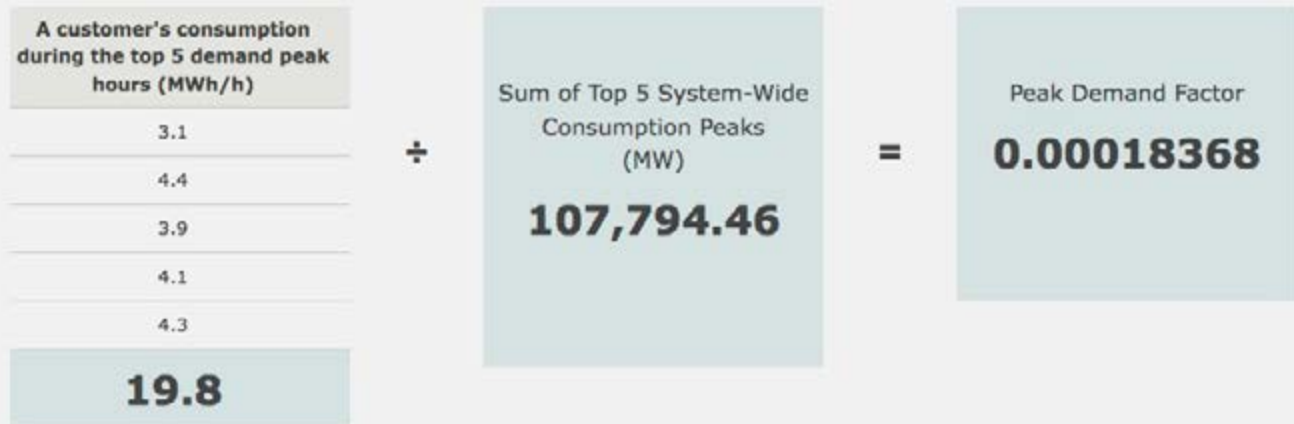 A customer's consumption
during the top 5 demand peak
hours (MWh/h)
3.1
4.4
3.9
4.1
4.3
19.8
÷
Sum of Top 5 System-Wide
Consumption Peaks
(MW)
107,794.46
=
Peak Demand Factor
0.00018368